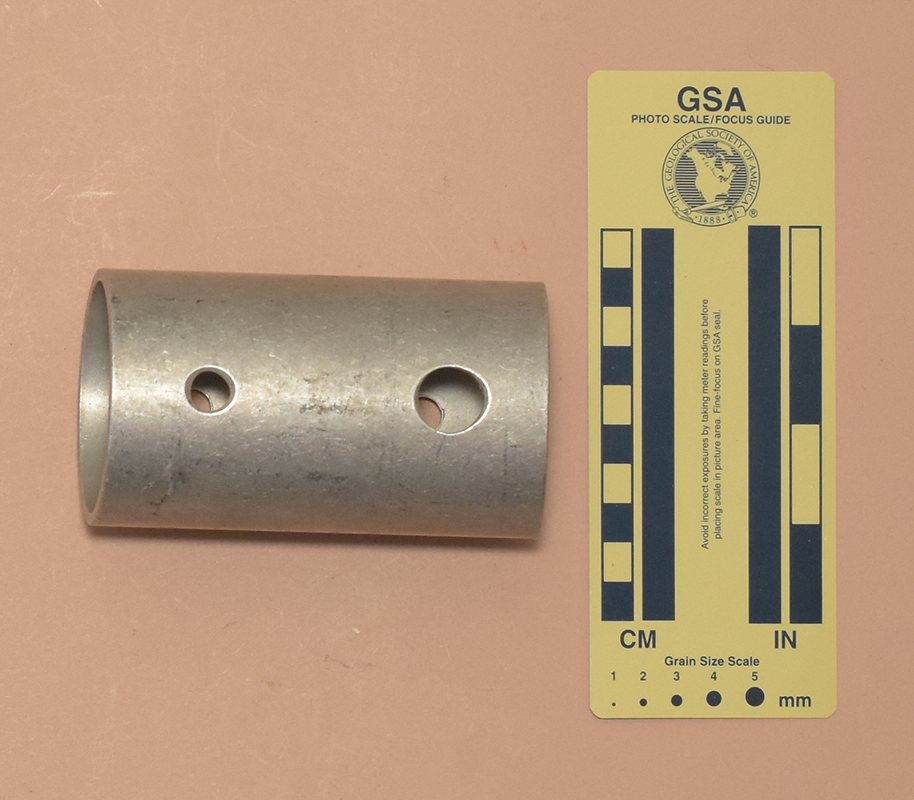 GSA
PHOTO SCALE/FOCUS GUIDE
THE GEOLOGICAL SOCIETY OF AMERICA
·1888·
®
Avoid incorrect exposures by taking meter readings before
placing scale in picture area. Fine-focus on GSA seal.
CM
IN
Grain Size Scale
1 2 3 4 5
mm